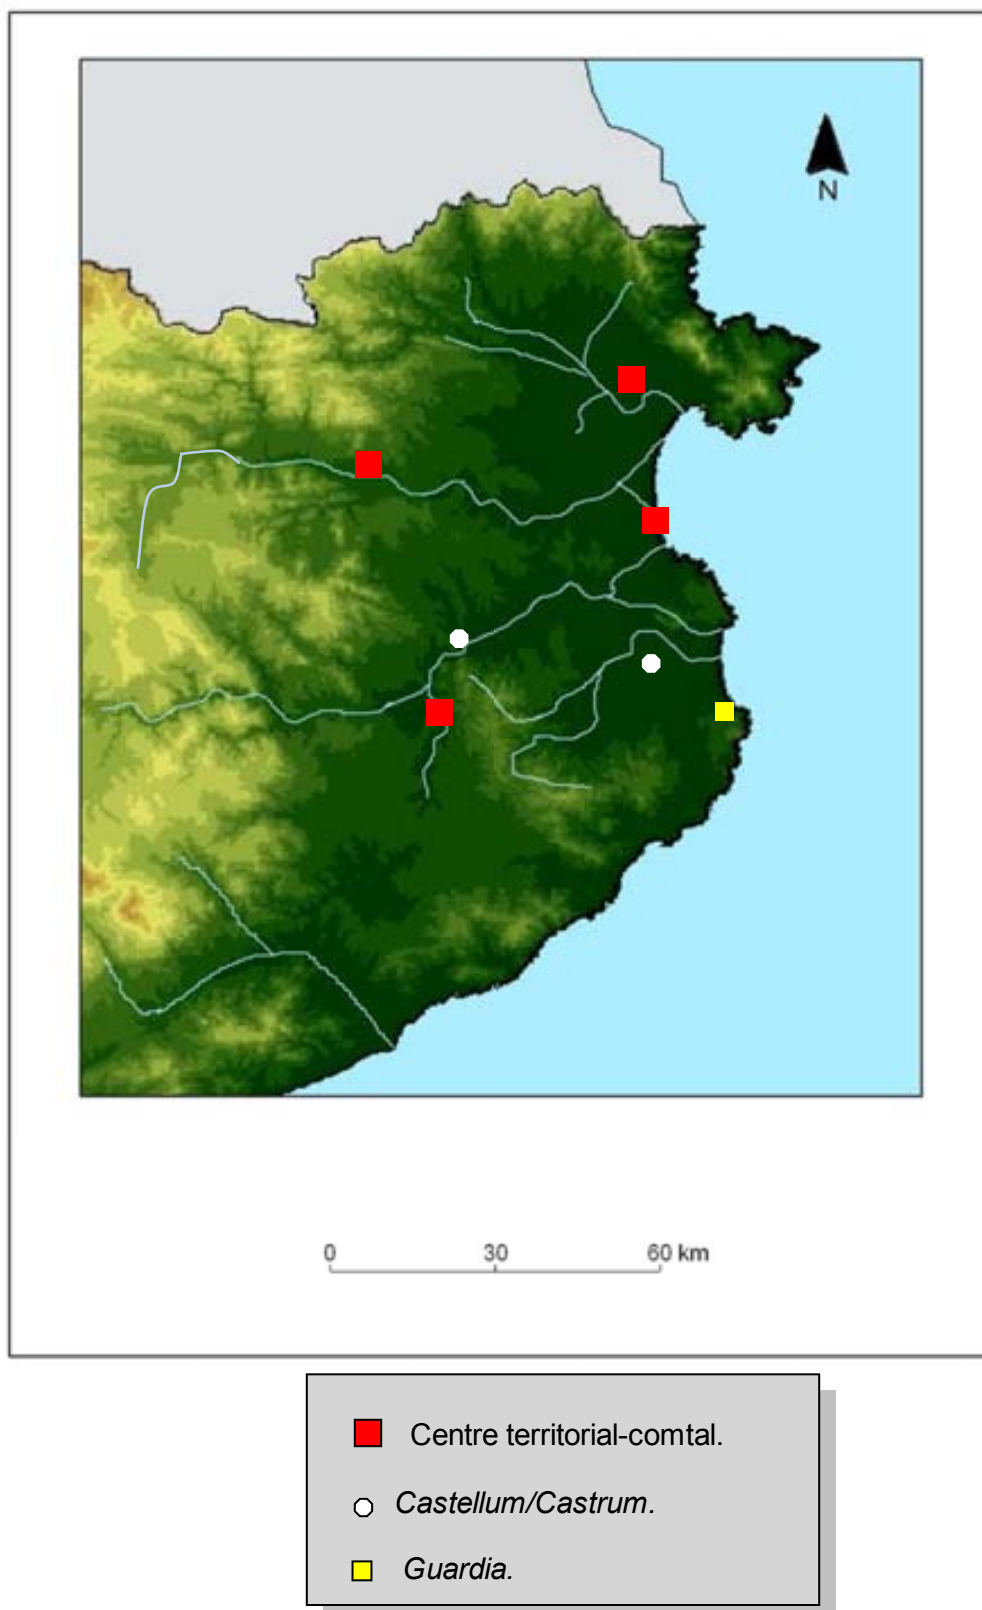 N
0 30 60 km
Centre territorial-comtal.
Castellum/Castrum.
Guardia.